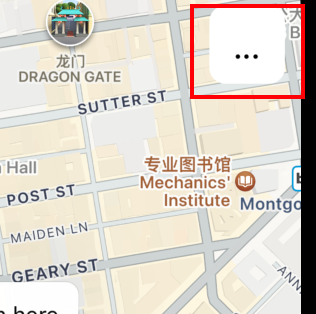 龙门
DRAGON GATE
SUTTER ST
...
Hall
专业图书馆
Mechanics'
Institute
POST ST
MAIDEN LN
GEARY ST